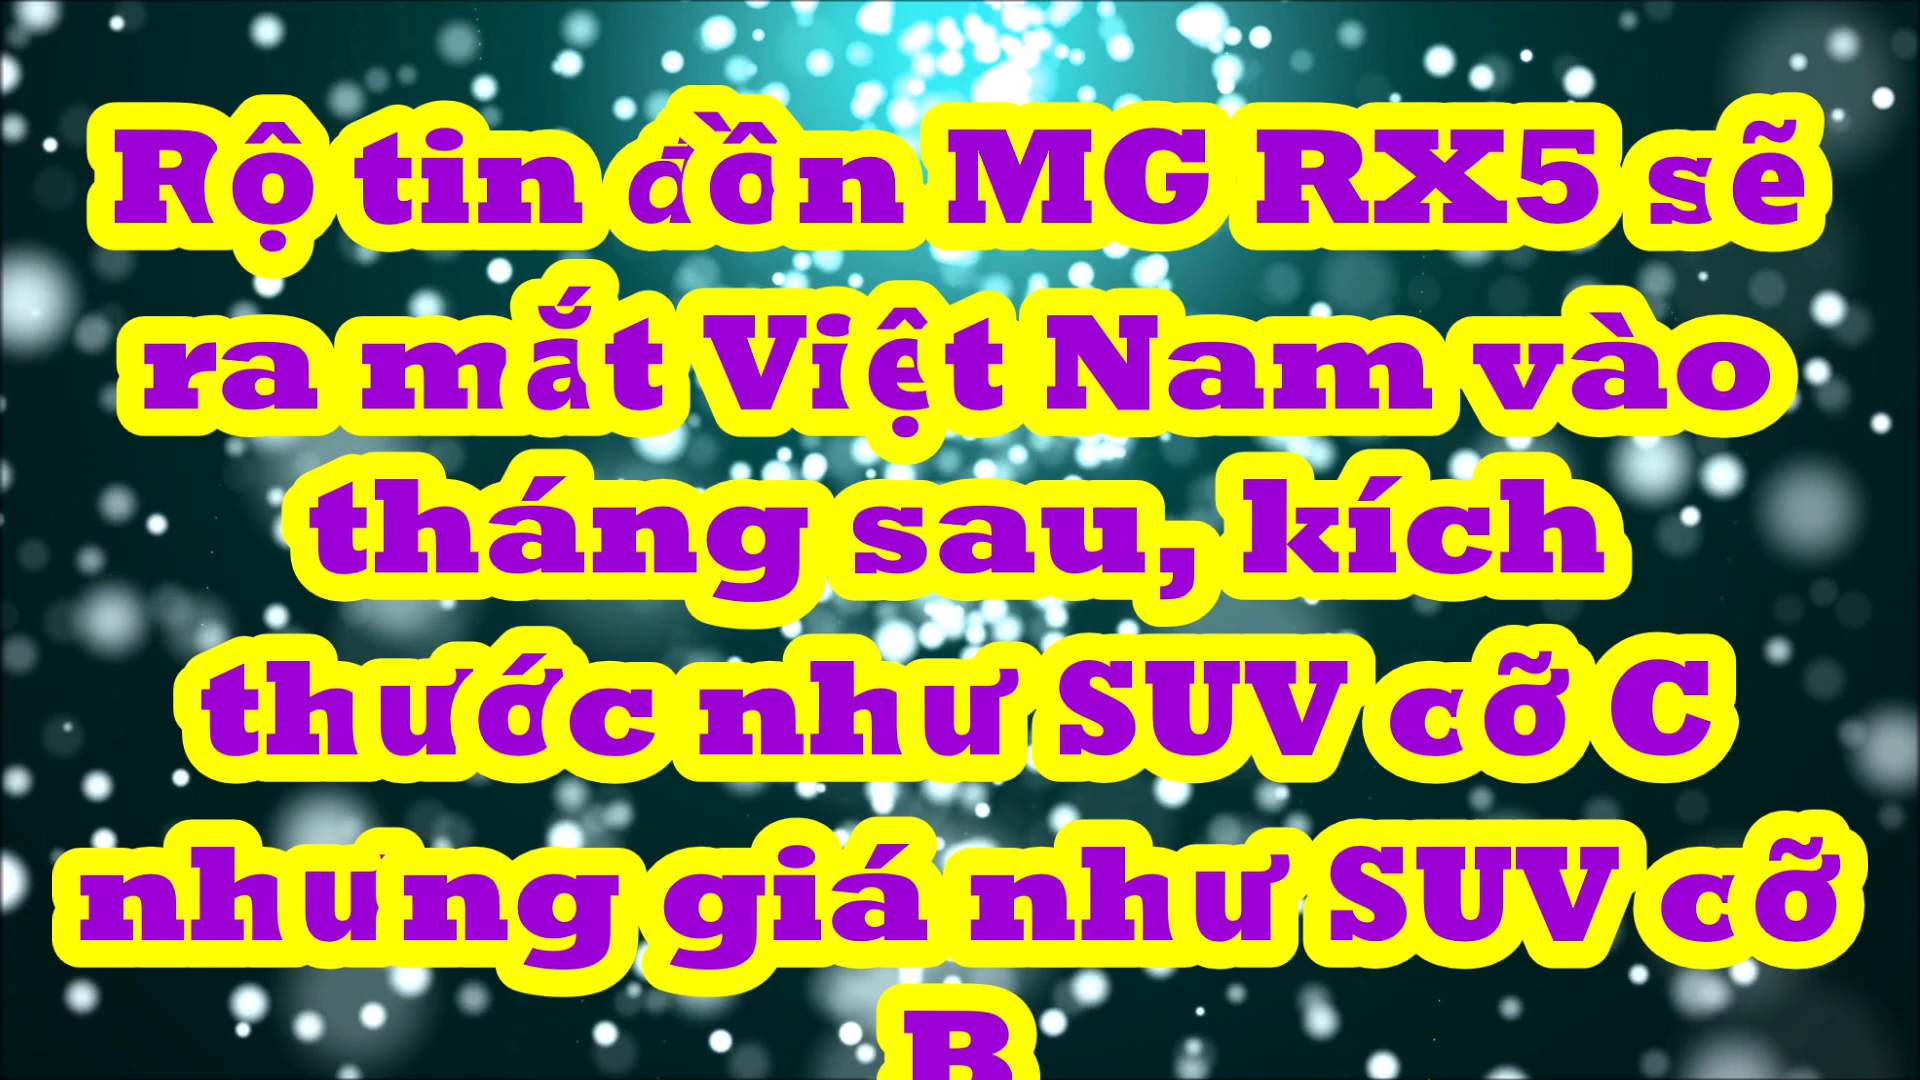 Rộ tin đồn MG RX5 sẽ
ra mắt Việt Nam vào
tháng sau, kích
thước như SUV cỡ C
nhưng giá như SUV cỡ
B